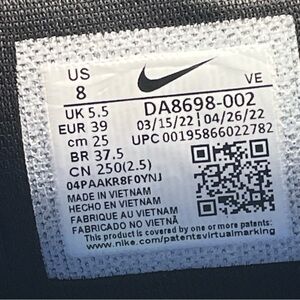 US
8
VE
UK 5.5
EUR 39
cm 25
BR 37.5
CN 250(2.5)
DA8698-002
03/15/22 | 04/26/22
UPC 00195866022782
04PAAKR8F0YNJ
MADE IN VIETNAM
HECHO EN VIETNAM
FABRIQUE AU VIETNAM
FABRICADO NO VIETNÃ
This product is covered by one or more patents:
www.nike.com/patentsvirtualmarking